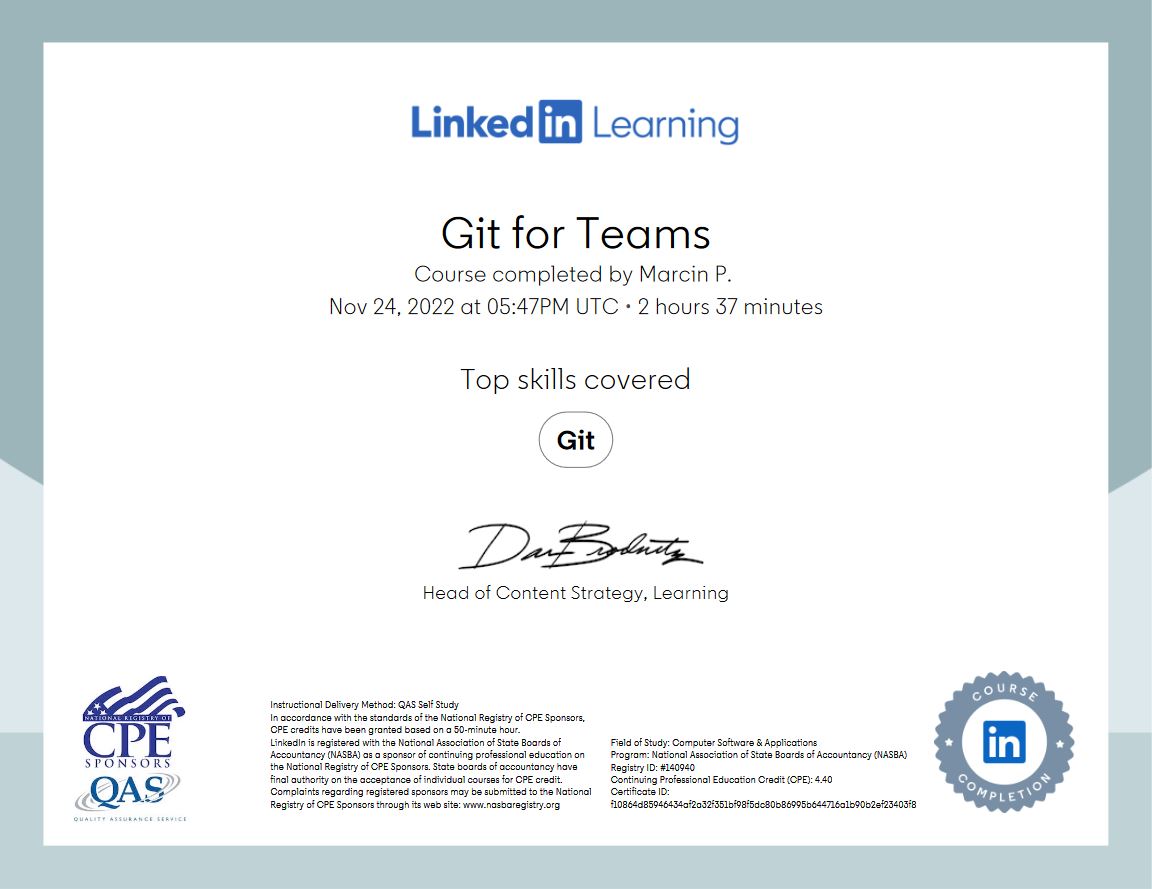 Linked in Learning
Git for Teams
Course completed by Marcin P.
Nov 24, 2022 at 05:47PM UTC • 2 hours 37 minutes
Top skills covered
Git
Dan Brodnitz
Head of Content Strategy, Learning
NATIONAL REGISTRY OF
CPE
SPONSORS
QAS
QUALITY ASSURANCE SERVICE
Instructional Delivery Method: QAS Self Study
In accordance with the standards of the National Registry of CPE Sponsors,
CPE credits have been granted based on a 50-minute hour.
LinkedIn is registered with the National Association of State Boards of
Accountancy (NASBA) as a sponsor of continuing professional education on
the National Registry of CPE Sponsors. State boards of accountancy have
final authority on the acceptance of individual courses for CPE credit.
Complaints regarding registered sponsors may be submitted to the National
Registry of CPE Sponsors through its web site: www.nasbaregistry.org
Field of Study: Computer Software & Applications
Program: National Association of State Boards of Accountancy (NASBA)
Registry ID: #140940
Continuing Professional Education Credit (CPE): 4.40
Certificate ID:
f10864d85946434af2a32f351bf98f5dc80b86995b644716a1b90b2ef23403f8
COURSE
in
COMPLETION